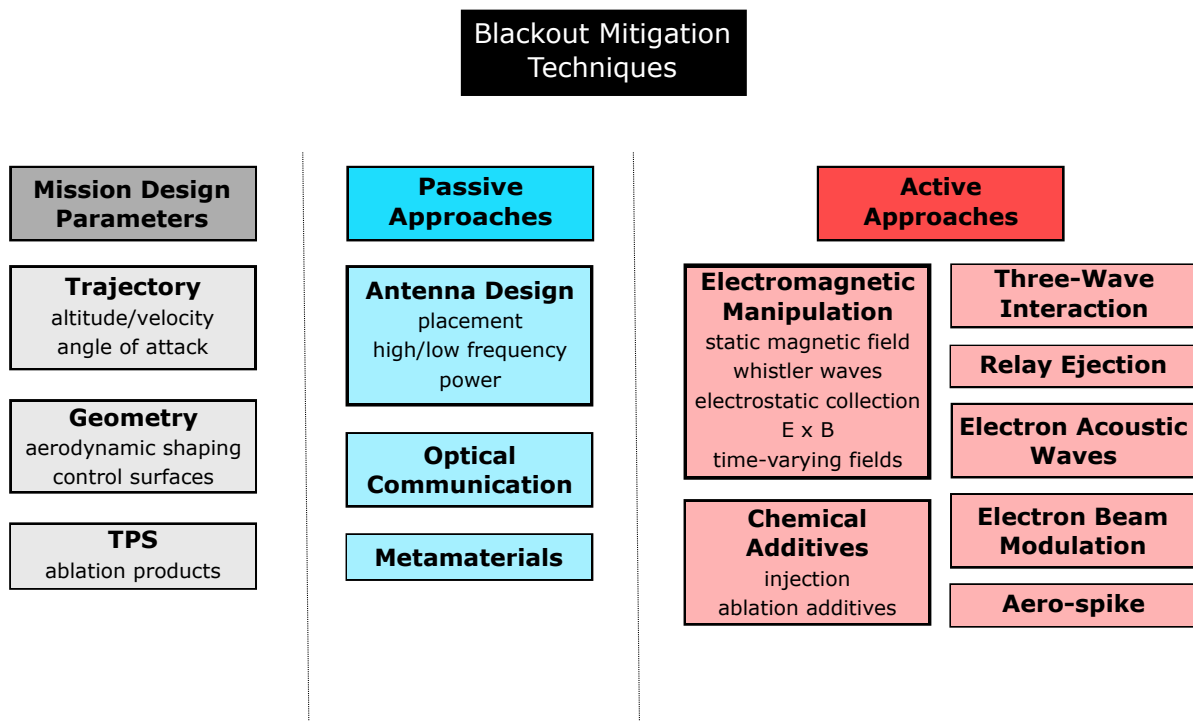 Blackout Mitigation
Techniques
Mission Design
Parameters
Trajectory
altitude/velocity
angle of attack
Geometry
aerodynamic shaping
control surfaces
TPS
ablation products
Passive
Approaches
Antenna Design
placement
high/low frequency
power
Optical
Communication
Metamaterials
Active
Approaches
Electromagnetic
Manipulation
static magnetic field
whistler waves
electrostatic collection
E x B
time-varying fields
Chemical
Additives
injection
ablation additives
Three-Wave
Interaction
Relay Ejection
Electron Acoustic
Waves
Electron Beam
Modulation
Aero-spike